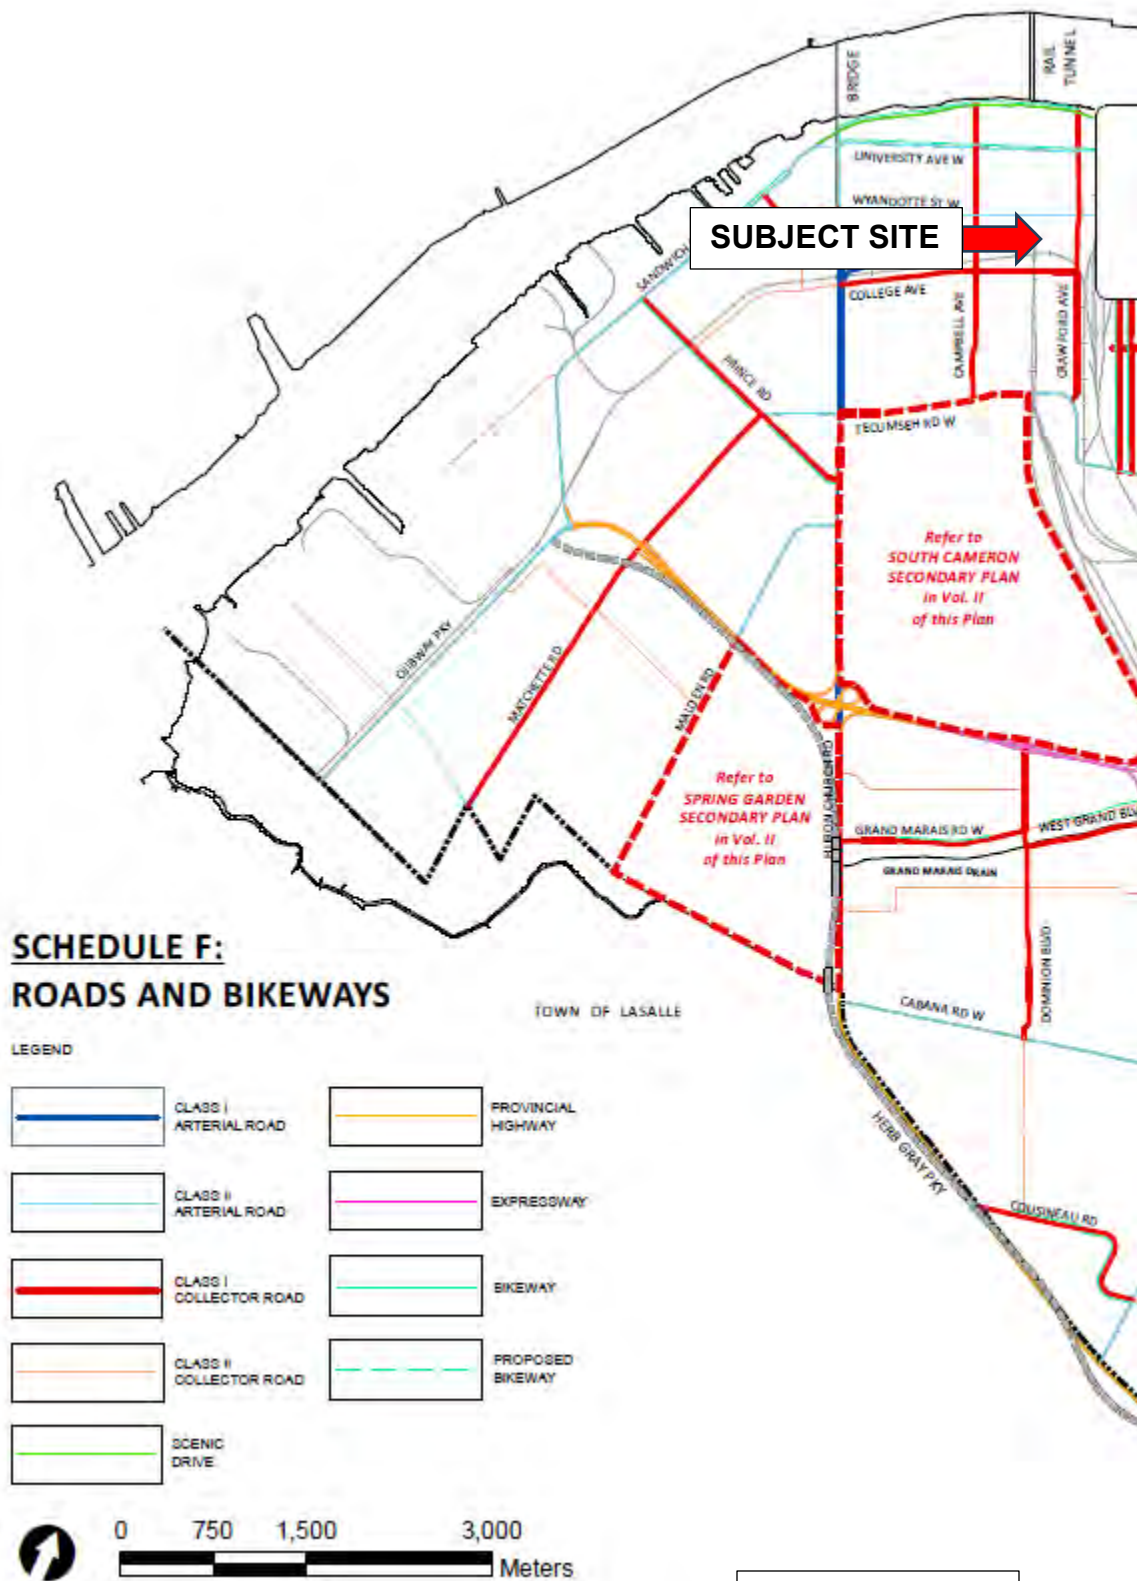 BRIDGE
RAIL
TUNNEL
UNIVERSITY AVE W
WYANDOTTE ST W
SUBJECT SITE
SANDWICH
COLLEGE AVE
CAMPBELL AVE
CRAWFORD AVE
PRINCE RD
TECUMSEH RD W
Refer to
SOUTH CAMERON
SECONDARY PLAN
in Vol. II
of this Plan
OJIBWAY PKY
MATCHETTE RD
MALDEN RD
HURON CHURCH RD
Refer to
SPRING GARDEN
SECONDARY PLAN
in Vol. II
of this Plan
GRAND MARAIS RD W
WEST GRAND BLV
GRAND MARAIS DRAIN
DOMINION BLVD
CABANA RD W
TOWN OF LASALLE
HERB GRAY PKY
COUSINEAU RD
SCHEDULE F:
ROADS AND BIKEWAYS
LEGEND
CLASS I
ARTERIAL ROAD
CLASS II
ARTERIAL ROAD
CLASS I
COLLECTOR ROAD
CLASS II
COLLECTOR ROAD
SCENIC
DRIVE
PROVINCIAL
HIGHWAY
EXPRESSWAY
BIKEWAY
PROPOSED
BIKEWAY
0 750 1,500 3,000
Meters